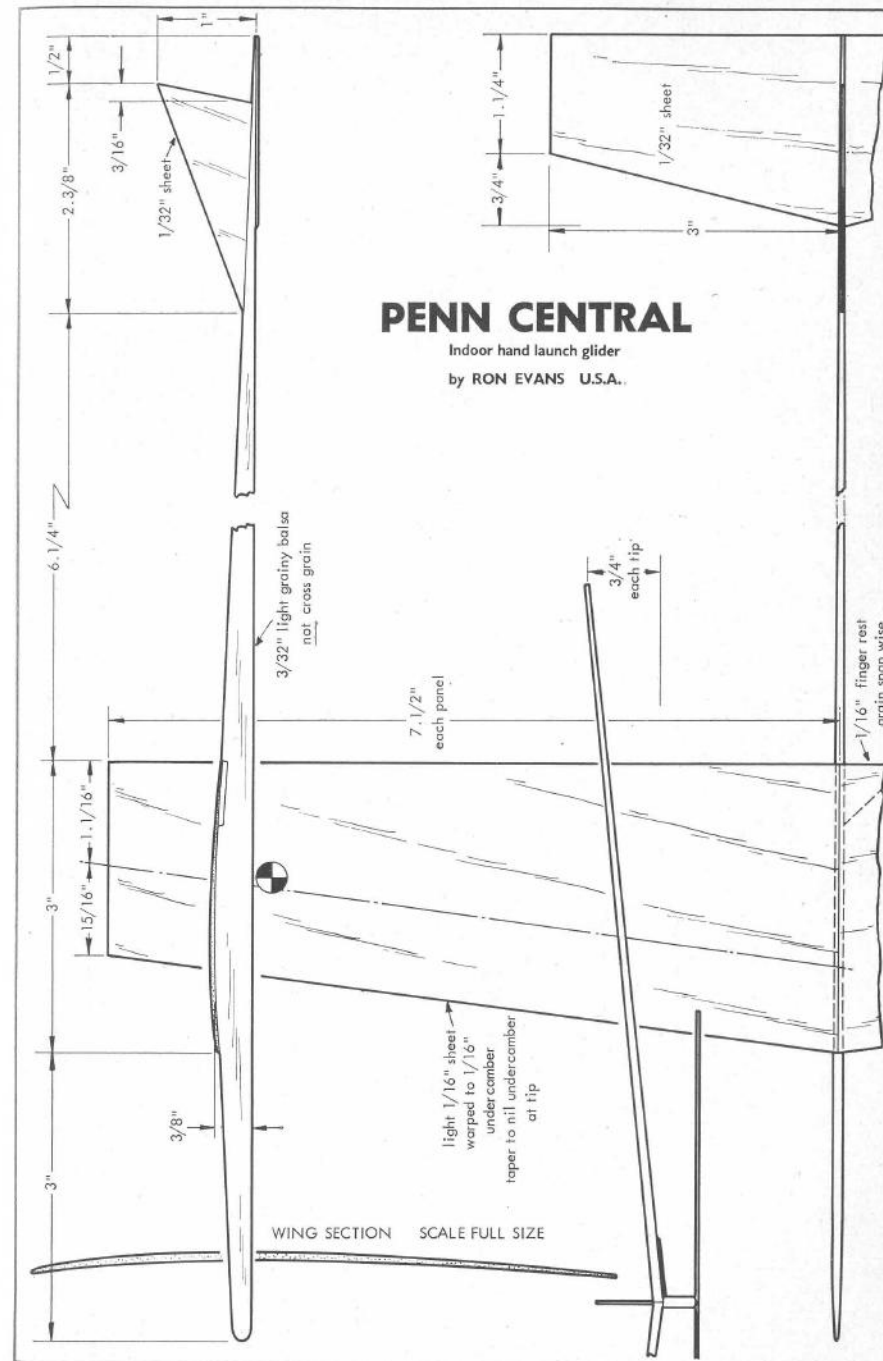 1"
1/2"
3/16"
2.3/8"
1/32" sheet
1.1/4"
3/4"
1/32" sheet
3"
PENN CENTRAL
Indoor hand launch glider
by RON EVANS U.S.A.
6.1/4"
3/32" light grainy balsa
not cross grain
3/4"
each tip
7.1/2"
each panel
1/16" finger rest
grain span wise
1.1/16"
15/16"
3"
3/8"
3"
light 1/16" sheet
warped to 1/16"
undercamber
taper to nil undercamber
at tip
WING SECTION SCALE FULL SIZE